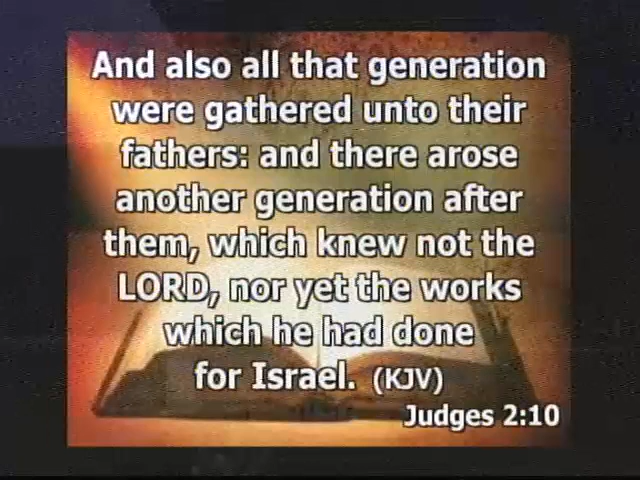 And also all that generation
were gathered unto their
fathers: and there arose
another generation after
them, which knew not the
LORD, nor yet the works
which he had done
for Israel. (KJV)
Judges 2:10